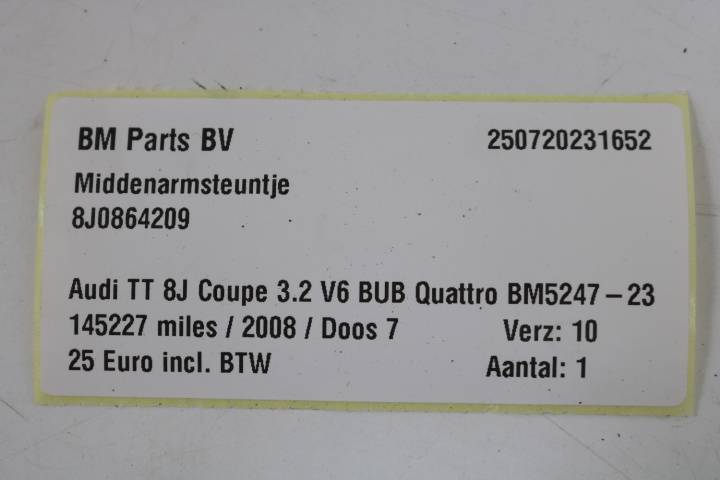 BM Parts BV 250720231652
Middenarmsteuntje
8J0864209
Audi TT 8J Coupe 3.2 V6 BUB Quattro BM5247-23
145227 miles / 2008 / Doos 7 Verz: 10
25 Euro incl. BTW Aantal: 1